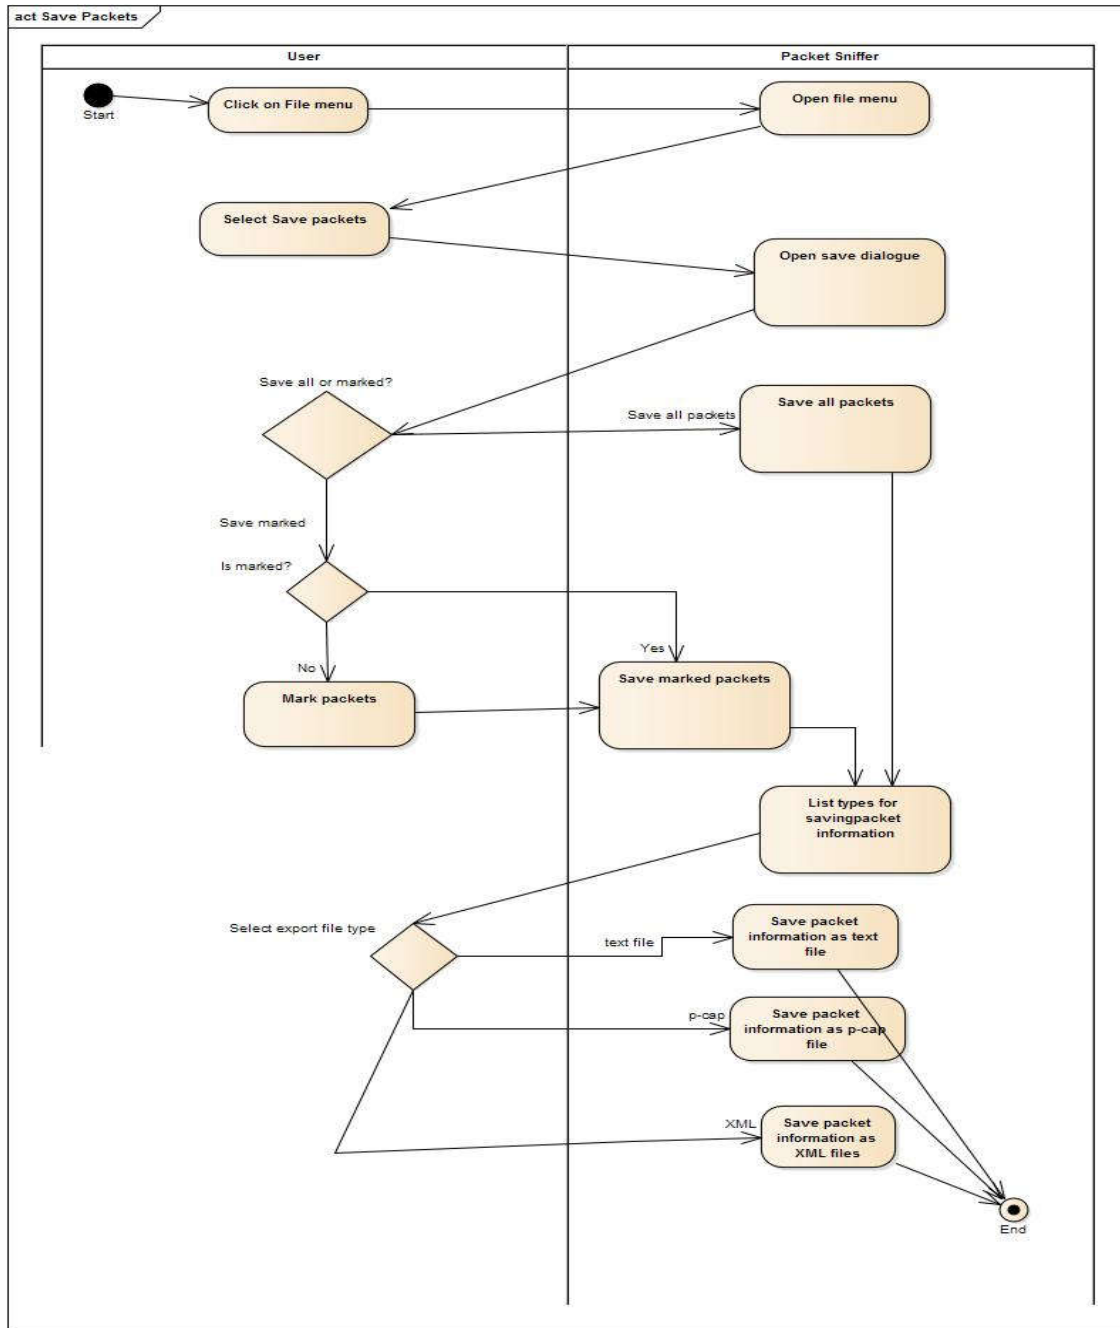 act Save Packets
User
Packet Sniffer
Start
Click on File menu
Open file menu
Select Save packets
Open save dialogue
Save all or marked?
Save all packets
Save all packets
Save marked
Is marked?
No
Yes
Mark packets
Save marked packets
List types for
savingpacket
information
Select export file type
text file
Save packet
information as text
file
p-cap
Save packet
information as p-cap
file
XML
Save packet
information as
XML files
End